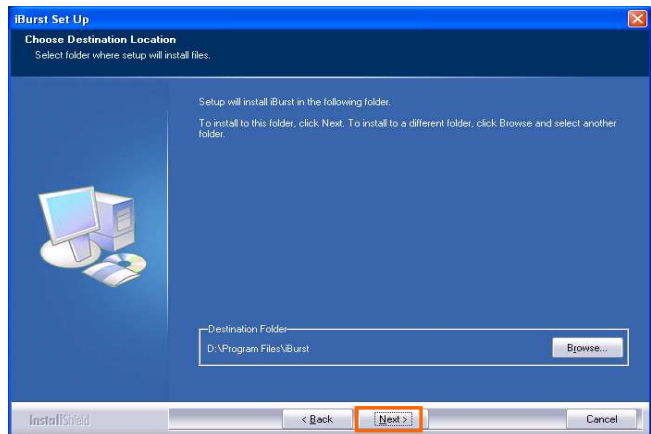 iBurst Set Up
Choose Destination Location
Select folder where setup will install files.
Setup will install iBurst in the following folder.
To install to this folder, click Next. To install to a different folder, click Browse and select another
folder.
Destination Folder
D:\Program Files\iBurst
Browse...
InstallShield
< Back
Next >
Cancel